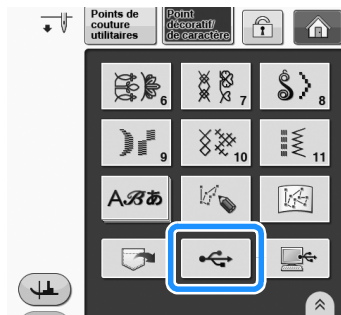 Points de
couture
utilitaires
Point
décoratif/
de caractère
6
7
8
9
10
11
ABあ